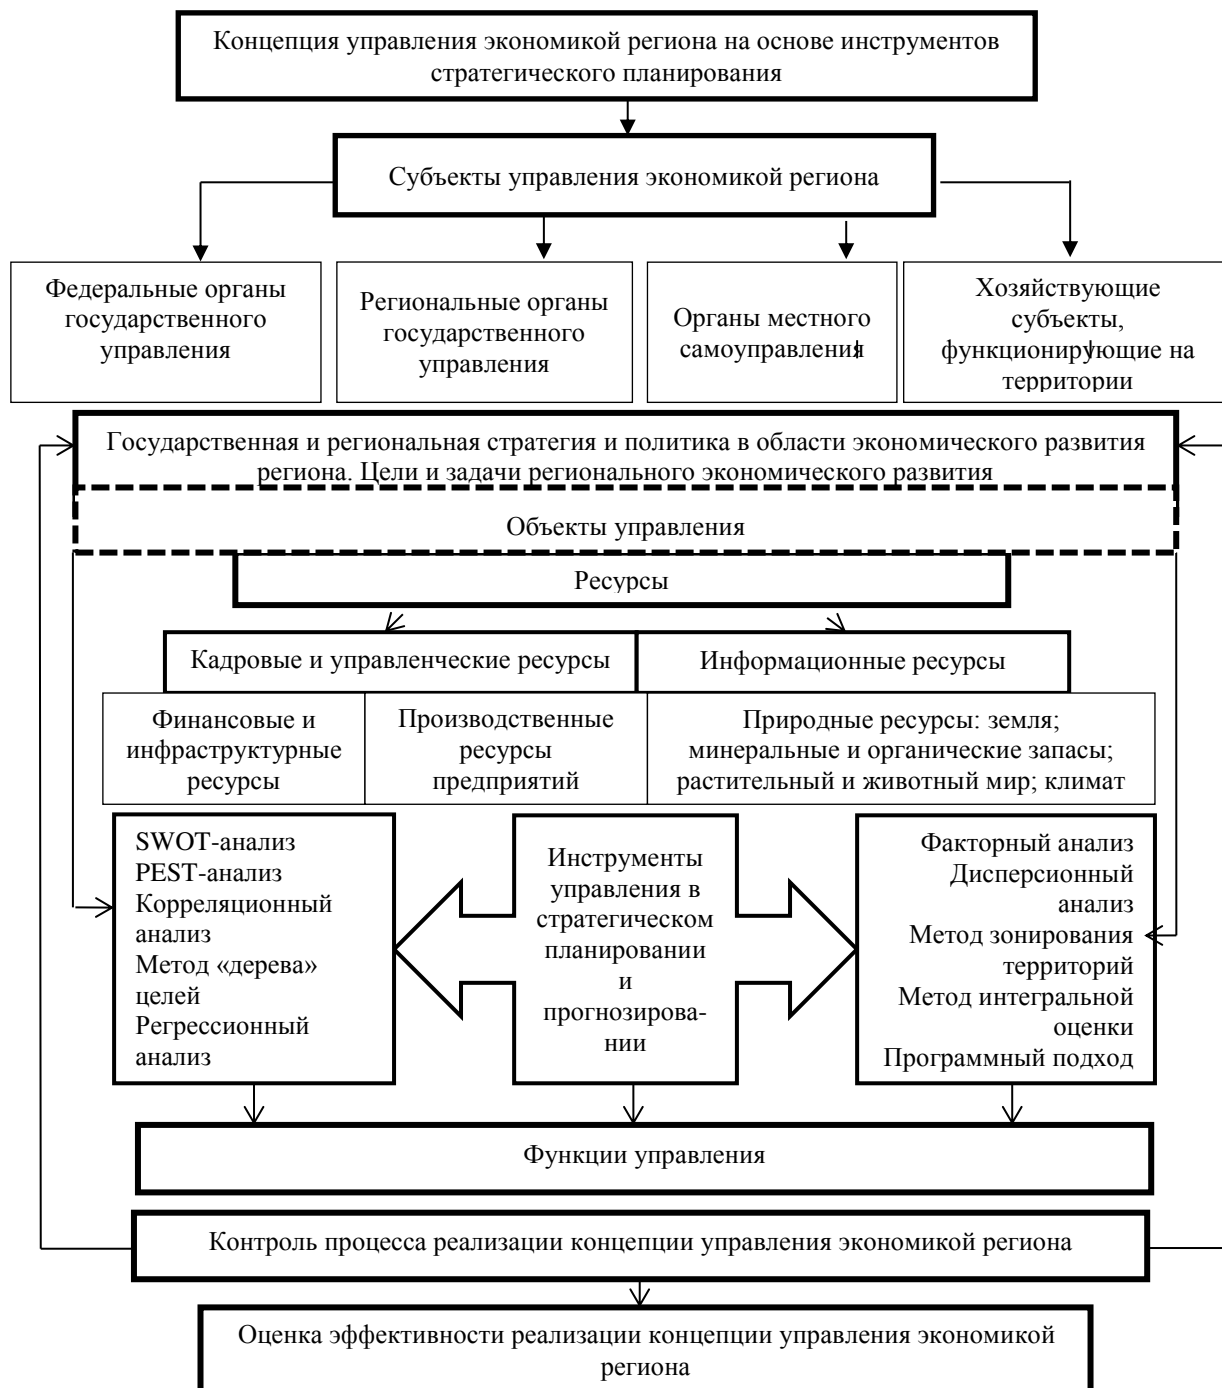 Концепция управления экономикой региона на основе инструментов
стратегического планирования
Субъекты управления экономикой региона
Федеральные органы
государственного
управления
Региональные органы
государственного
управления
Органы местного
самоуправления
Хозяйствующие
субъекты,
функционирующие на
территории
Государственная и региональная стратегия и политика в области экономического развития
региона. Цели и задачи регионального экономического развития
Объекты управления
Ресурсы
Кадровые и управленческие ресурсы
Информационные ресурсы
Финансовые и
инфраструктурные
ресурсы
Производственные
ресурсы
предприятий
Природные ресурсы: земля;
минеральные и органические запасы;
растительный и животный мир; климат
SWOT-анализ
PEST-анализ
Корреляционный
анализ
Метод «дерева»
целей
Регрессионный
анализ
Инструменты
управления в
стратегическом
планировании
и
прогнозирова-
нии
Факторный анализ
Дисперсионный
анализ
Метод зонирования
территорий
Метод интегральной
оценки
Программный подход
Функции управления
Контроль процесса реализации концепции управления экономикой региона
Оценка эффективности реализации концепции управления экономикой
региона